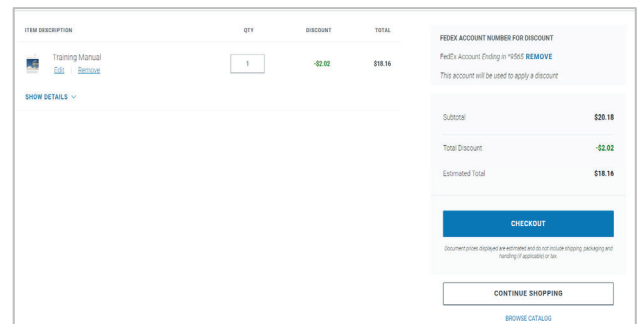 ITEM DESCRIPTION QTY DISCOUNT TOTAL
Training Manual 1 -$2.02 $18.16
Edit | Remove
SHOW DETAILS
FEDEX ACCOUNT NUMBER FOR DISCOUNT
FedEx Account Ending in *9565 REMOVE
This account will be used to apply a discount
Subtotal $20.18
Total Discount -$2.02
Estimated Total $18.16
CHECKOUT
Document prices displayed are estimated and do not include shipping, packaging and
handling (if applicable) or tax.
CONTINUE SHOPPING
BROWSE CATALOG